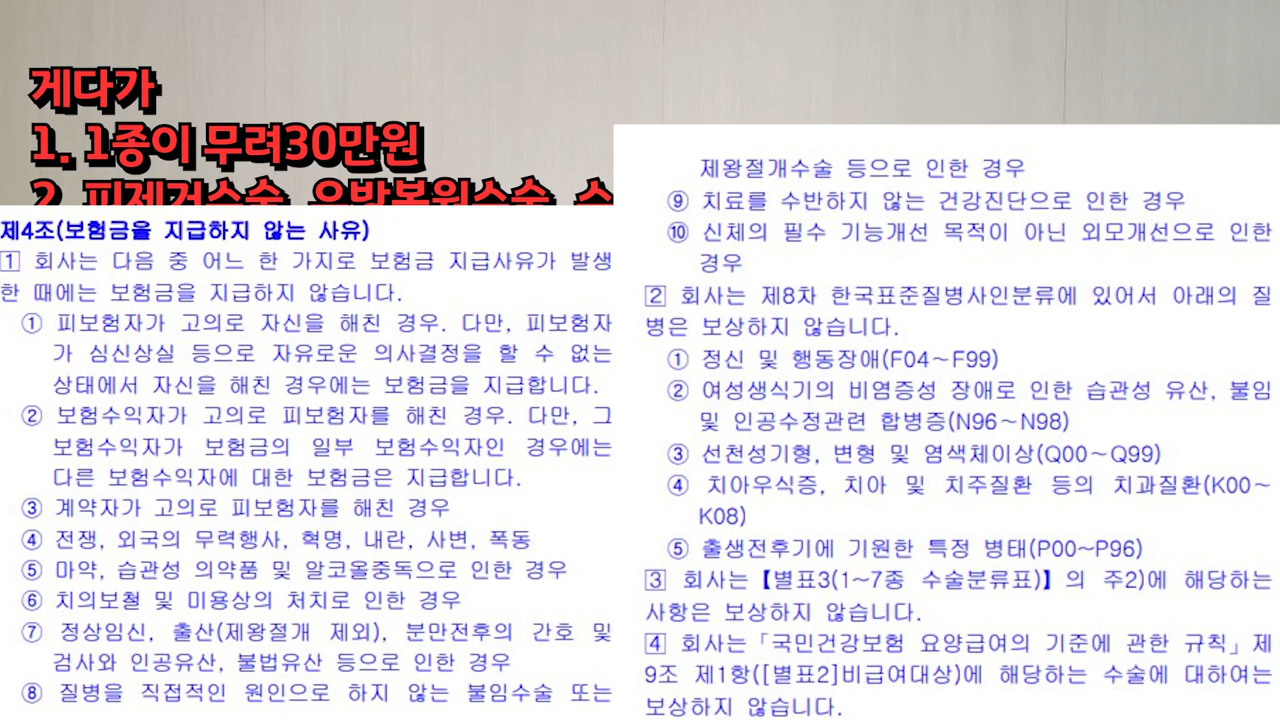 게다가
1. 1종이 무려30만원
2. 피제거수술, 유방복원수술, 수
제4조(보험금을 지급하지 않는 사유)
1 회사는 다음 중 어느 한 가지로 보험금 지급사유가 발생
한 때에는 보험금을 지급하지 않습니다.
① 피보험자가 고의로 자신을 해친 경우. 다만, 피보험자
가 심신상실 등으로 자유로운 의사결정을 할 수 없는
상태에서 자신을 해친 경우에는 보험금을 지급합니다.
② 보험수익자가 고의로 피보험자를 해친 경우. 다만, 그
보험수익자가 보험금의 일부 보험수익자인 경우에는
다른 보험수익자에 대한 보험금은 지급합니다.
③ 계약자가 고의로 피보험자를 해친 경우
④ 전쟁, 외국의 무력행사, 혁명, 내란, 사변, 폭동
⑤ 마약, 습관성 의약품 및 알코올중독으로 인한 경우
⑥ 치의보철 및 미용상의 처치로 인한 경우
⑦ 정상임신, 출산(제왕절개 제외), 분만전후의 간호 및
검사와 인공유산, 불법유산 등으로 인한 경우
⑧ 질병을 직접적인 원인으로 하지 않는 불임수술 또는
제왕절개수술 등으로 인한 경우
⑨ 치료를 수반하지 않는 건강진단으로 인한 경우
⑩ 신체의 필수 기능개선 목적이 아닌 외모개선으로 인한
경우
2 회사는 제8차 한국표준질병사인분류에 있어서 아래의 질
병은 보상하지 않습니다.
① 정신 및 행동장애(F04~F99)
② 여성생식기의 비염증성 장애로 인한 습관성 유산, 불임
및 인공수정관련 합병증(N96~N98)
③ 선천성기형, 변형 및 염색체이상(Q00~Q99)
④ 치아우식증, 치아 및 치주질환 등의 치과질환(K00~
K08)
⑤ 출생전후기에 기원한 특정 병태(P00~P96)
3 회사는【별표3(1~7종 수술분류표)】의 주2)에 해당하는
사항은 보상하지 않습니다.
4 회사는「국민건강보험 요양급여의 기준에 관한 규칙」제
9조 제1항([별표2]비급여대상)에 해당하는 수술에 대하여는
보상하지 않습니다.